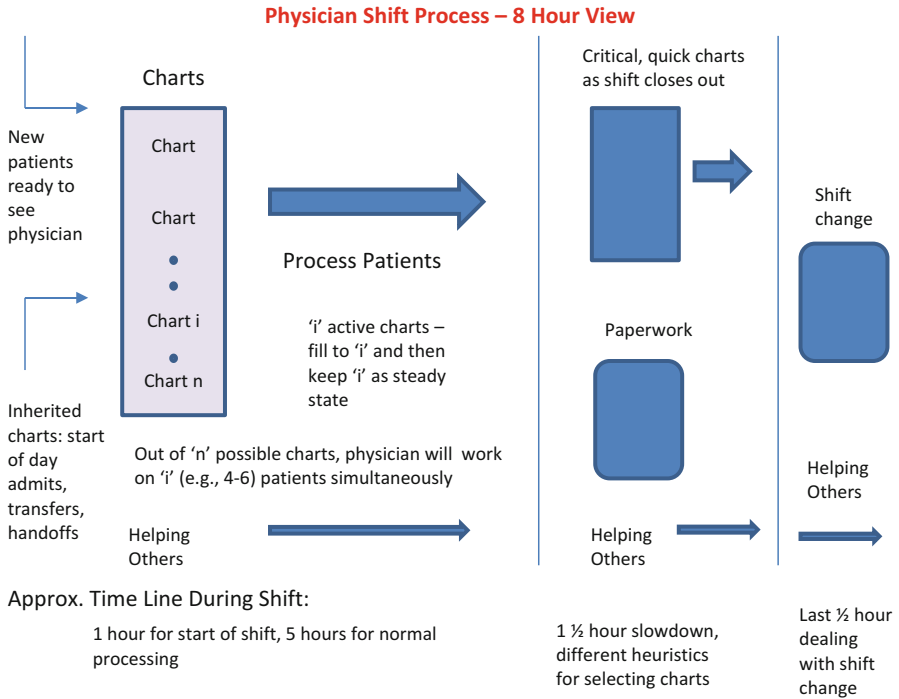 Physician Shift Process – 8 Hour View
Charts
New
patients
ready to
see
physician
Inherited
charts: start
of day
admits,
transfers,
handoffs
Chart
Chart
Chart i
Chart n
Process Patients
‘i’ active charts –
fill to ‘i’ and then
keep ‘i’ as steady
state
Out of ‘n’ possible charts, physician will work
on ‘i’ (e.g., 4-6) patients simultaneously
Helping
Others
Critical, quick charts
as shift closes out
Paperwork
Helping
Others
Shift
change
Helping
Others
Approx. Time Line During Shift:
1 hour for start of shift, 5 hours for normal
processing
1 ½ hour slowdown,
different heuristics
for selecting charts
Last ½ hour
dealing
with shift
change